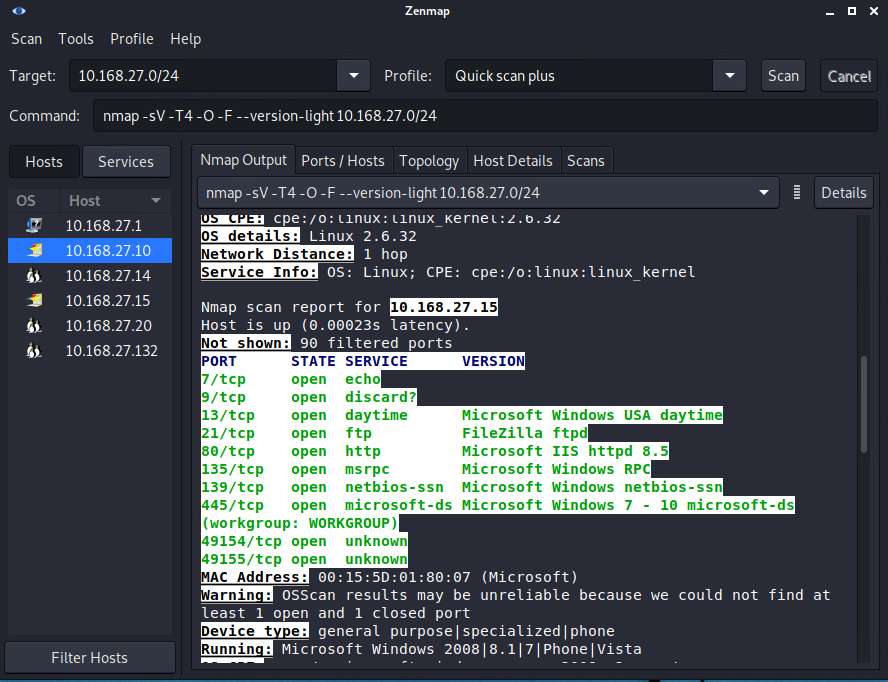 Zenmap
Scan Tools Profile Help
Target: 10.168.27.0/24 Profile: Quick scan plus Scan Cancel
Command: nmap -sV -T4 -O -F --version-light 10.168.27.0/24
Hosts Services
OS Host
10.168.27.1
10.168.27.10
10.168.27.14
10.168.27.15
10.168.27.20
10.168.27.132
Filter Hosts
Nmap Output Ports / Hosts Topology Host Details Scans
nmap -sV -T4 -O -F --version-light 10.168.27.0/24 Details
OS CPE: cpe:/o:linux:linux_kernel:2.6.32
OS details: Linux 2.6.32
Network Distance: 1 hop
Service Info: OS: Linux; CPE: cpe:/o:linux:linux_kernel
Nmap scan report for 10.168.27.15
Host is up (0.00023s latency).
Not shown: 90 filtered ports
PORT STATE SERVICE VERSION
7/tcp open echo
9/tcp open discard?
13/tcp open daytime Microsoft Windows USA daytime
21/tcp open ftp FileZilla ftpd
80/tcp open http Microsoft IIS httpd 8.5
135/tcp open msrpc Microsoft Windows RPC
139/tcp open netbios-ssn Microsoft Windows netbios-ssn
445/tcp open microsoft-ds Microsoft Windows 7 - 10 microsoft-ds
(workgroup: WORKGROUP)
49154/tcp open unknown
49155/tcp open unknown
MAC Address: 00:15:5D:01:80:07 (Microsoft)
Warning: OSScan results may be unreliable because we could not find at
least 1 open and 1 closed port
Device type: general purpose|specialized|phone
Running: Microsoft Windows 2008|8.1|7|Phone|Vista